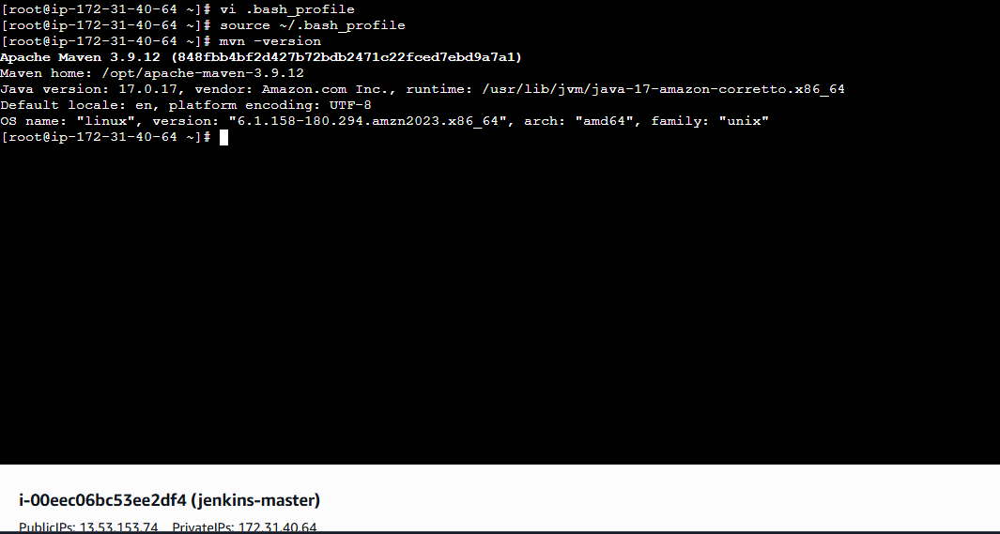 [root@ip-172-31-40-64 ~]# vi .bash_profile
[root@ip-172-31-40-64 ~]# source ~/.bash_profile
[root@ip-172-31-40-64 ~]# mvn -version
Apache Maven 3.9.12 (848fbb4bf2d427b72bdb2471c22fced7ebd9a7a1)
Maven home: /opt/apache-maven-3.9.12
Java version: 17.0.17, vendor: Amazon.com Inc., runtime: /usr/lib/jvm/java-17-amazon-corretto.x86_64
Default locale: en, platform encoding: UTF-8
OS name: "linux", version: "6.1.158-180.294.amzn2023.x86_64", arch: "amd64", family: "unix"
[root@ip-172-31-40-64 ~]#
i-00eec06bc53ee2df4 (jenkins-master)
PublicIPs: 13.53.153.74 PrivateIPs: 172.31.40.64